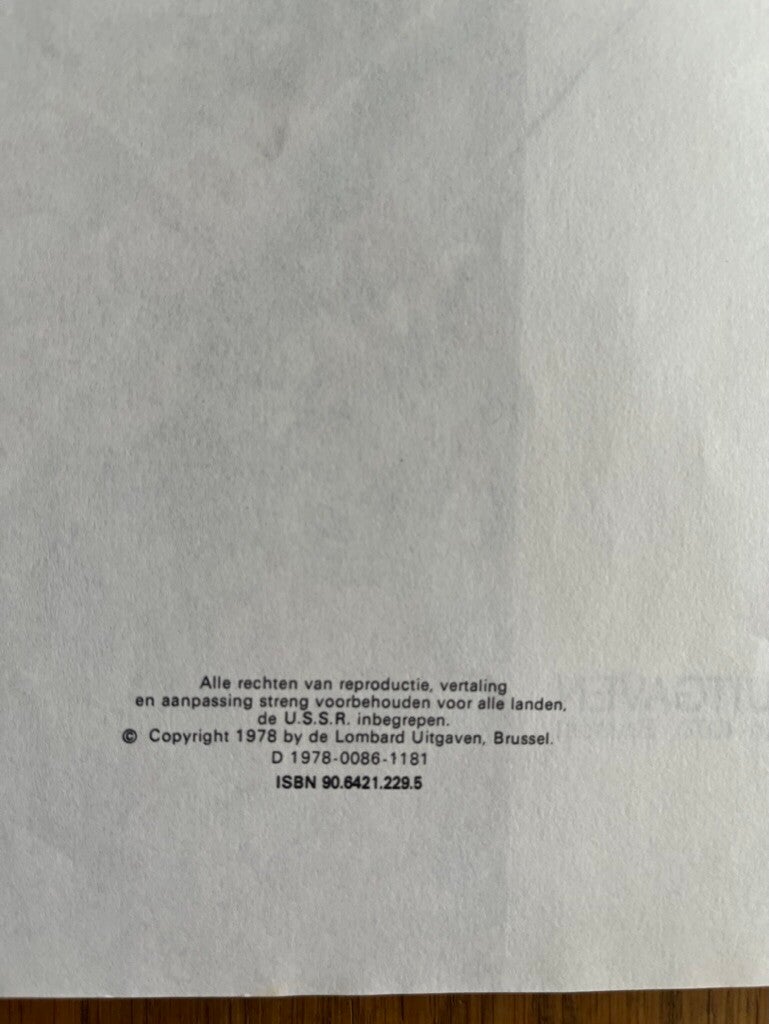 Alle rechten van reproductie, vertaling
en aanpassing streng voorbehouden voor alle landen,
de U.S.S.R. inbegrepen.
© Copyright 1978 by de Lombard Uitgaven, Brussel.
D 1978-0086-1181
ISBN 90.6421.229.5